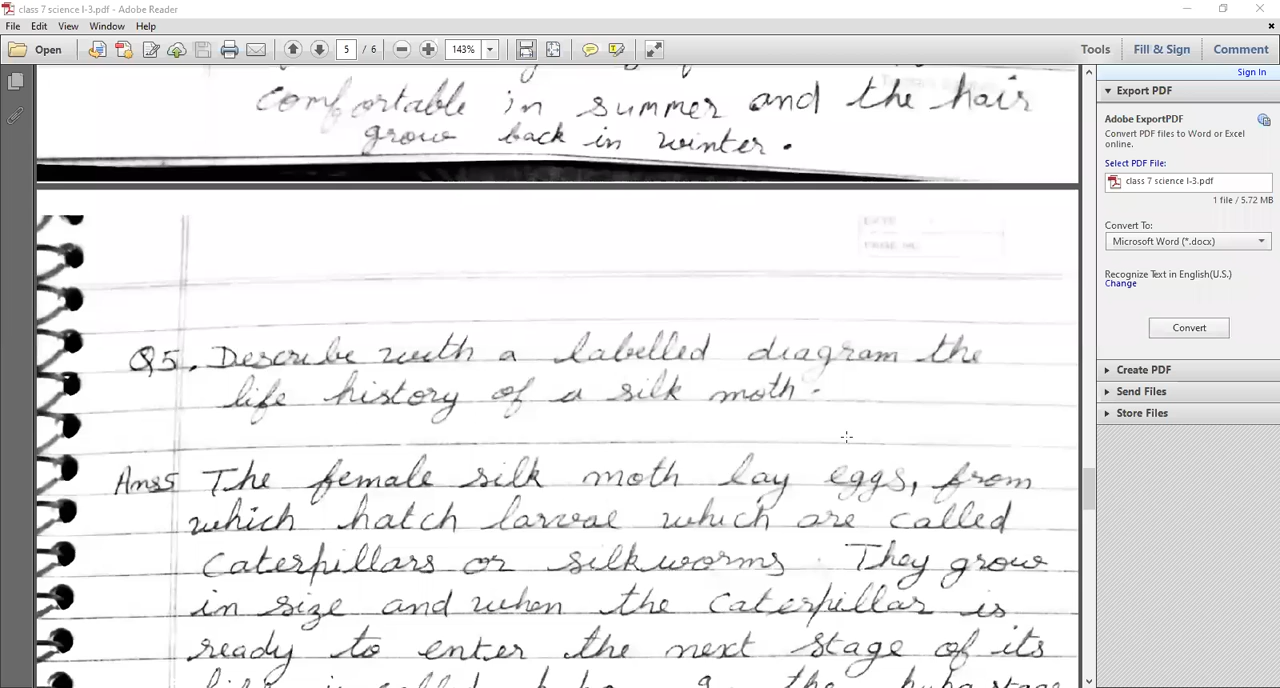 class 7 science I-3.pdf - Adobe Reader
File Edit View Window Help
Open 5 / 6 143% Tools Fill & Sign Comment
Sign In
Export PDF
Adobe ExportPDF
Convert PDF files to Word or Excel
online.
Select PDF File:
class 7 science I-3.pdf
1 file / 5.72 MB
Convert To:
Microsoft Word (*.docx)
Recognize Text in English(U.S.)
Change
Convert
Create PDF
Send Files
Store Files
comfortable in summer and the hair
grow back in winter.
DATE
PAGE NO.
Q5. Describe with a labelled diagram the
life history of a silk moth.
Ans5 The female silk moth lay eggs, from
which hatch larvae which are called
caterpillars or silkworms. They grow
in size and when the caterpillar is
ready to enter the next stage of its
life